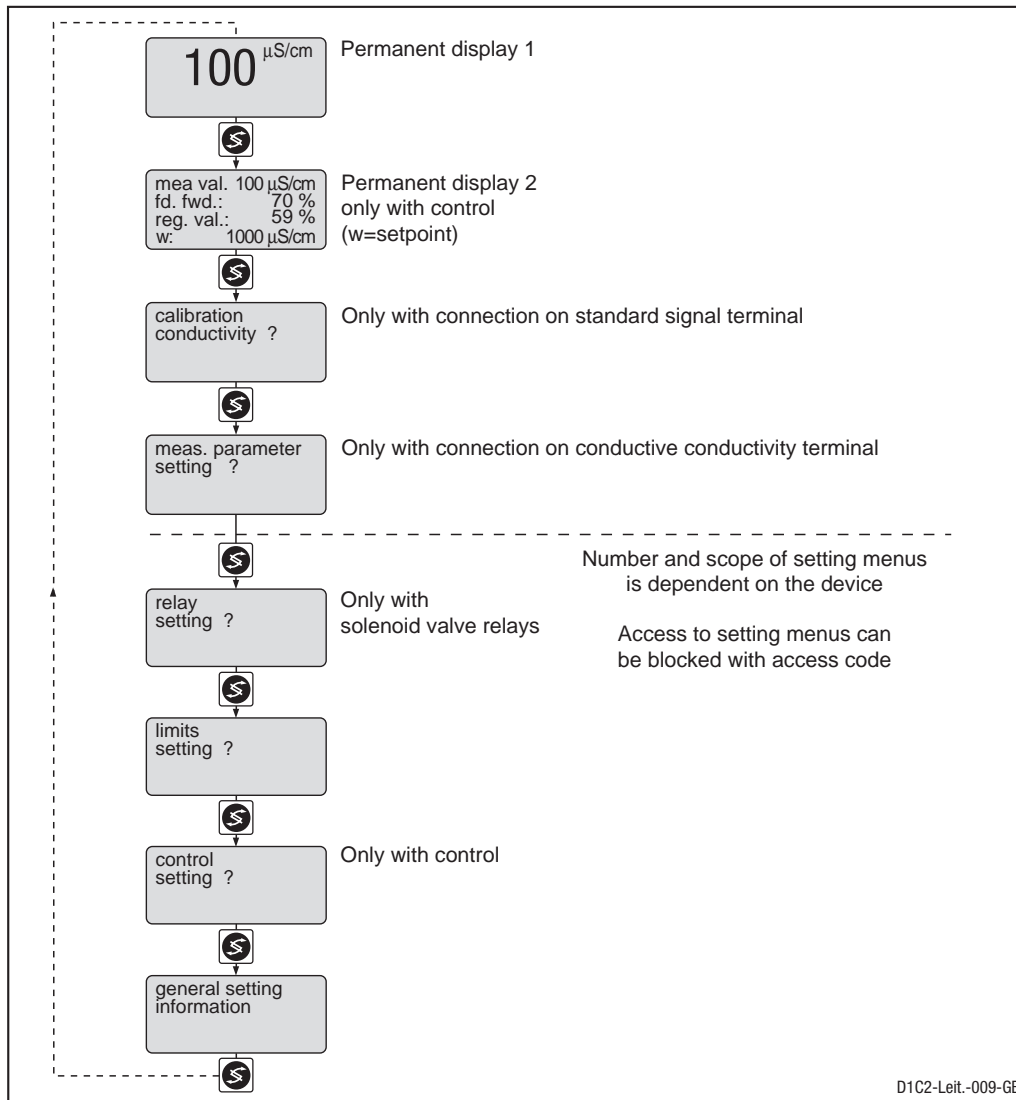 100 µS/cm
Permanent display 1
mea val. 100 µS/cm
fd. fwd.: 70 %
reg. val.: 59 %
w: 1000 µS/cm
Permanent display 2
only with control
(w=setpoint)
calibration
conductivity ?
Only with connection on standard signal terminal
meas. parameter
setting ?
Only with connection on conductive conductivity terminal
Number and scope of setting menus
is dependent on the device
Access to setting menus can
be blocked with access code
relay
setting ?
Only with
solenoid valve relays
limits
setting ?
control
setting ?
Only with control
general setting
information
D1C2-Leit.-009-GB